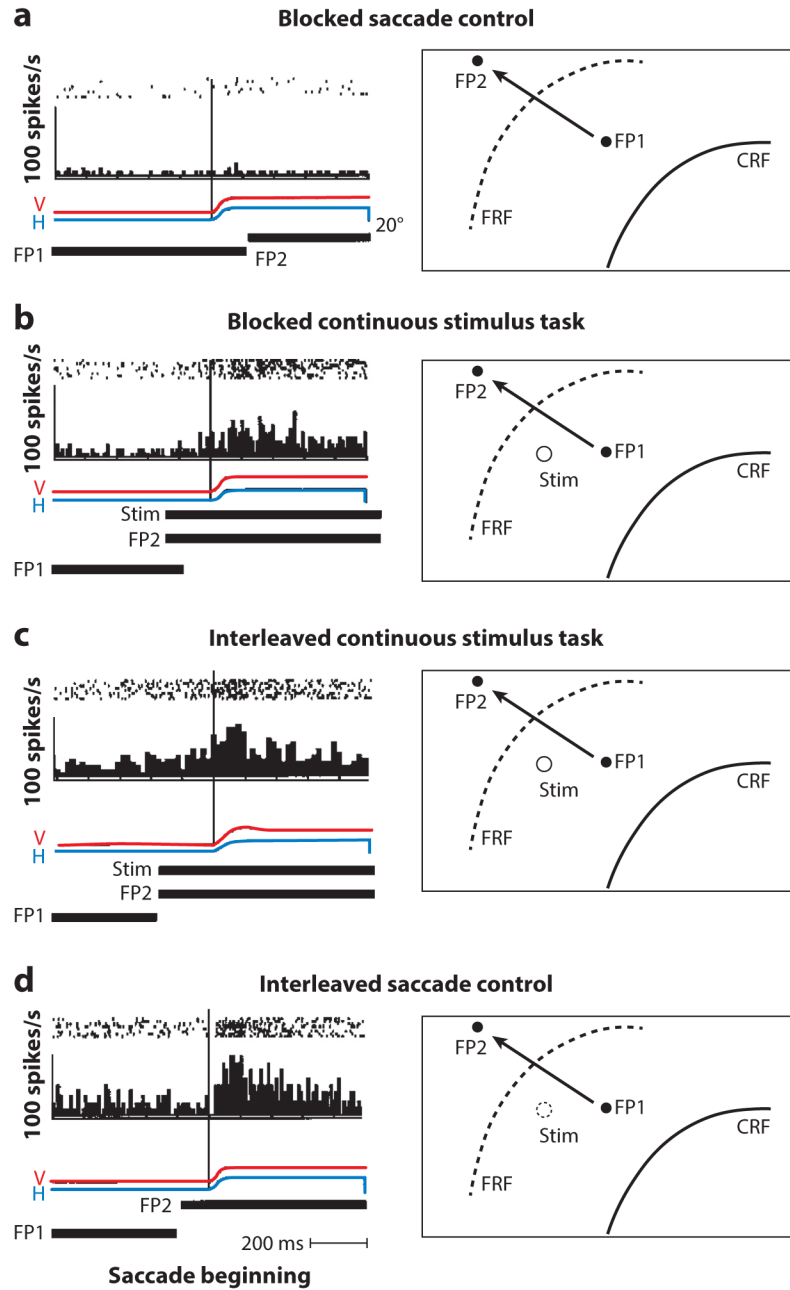 a
Blocked saccade control
100 spikes/s
V
H
20°
FP1
FP2
FP2
FP1
CRF
FRF
b
Blocked continuous stimulus task
100 spikes/s
V
H
Stim
FP2
FP1
FP2
FP1
Stim
CRF
FRF
c
Interleaved continuous stimulus task
100 spikes/s
V
H
Stim
FP2
FP1
FP2
FP1
Stim
CRF
FRF
d
Interleaved saccade control
100 spikes/s
V
H
FP2
FP1
200 ms
Saccade beginning
FP2
FP1
Stim
CRF
FRF